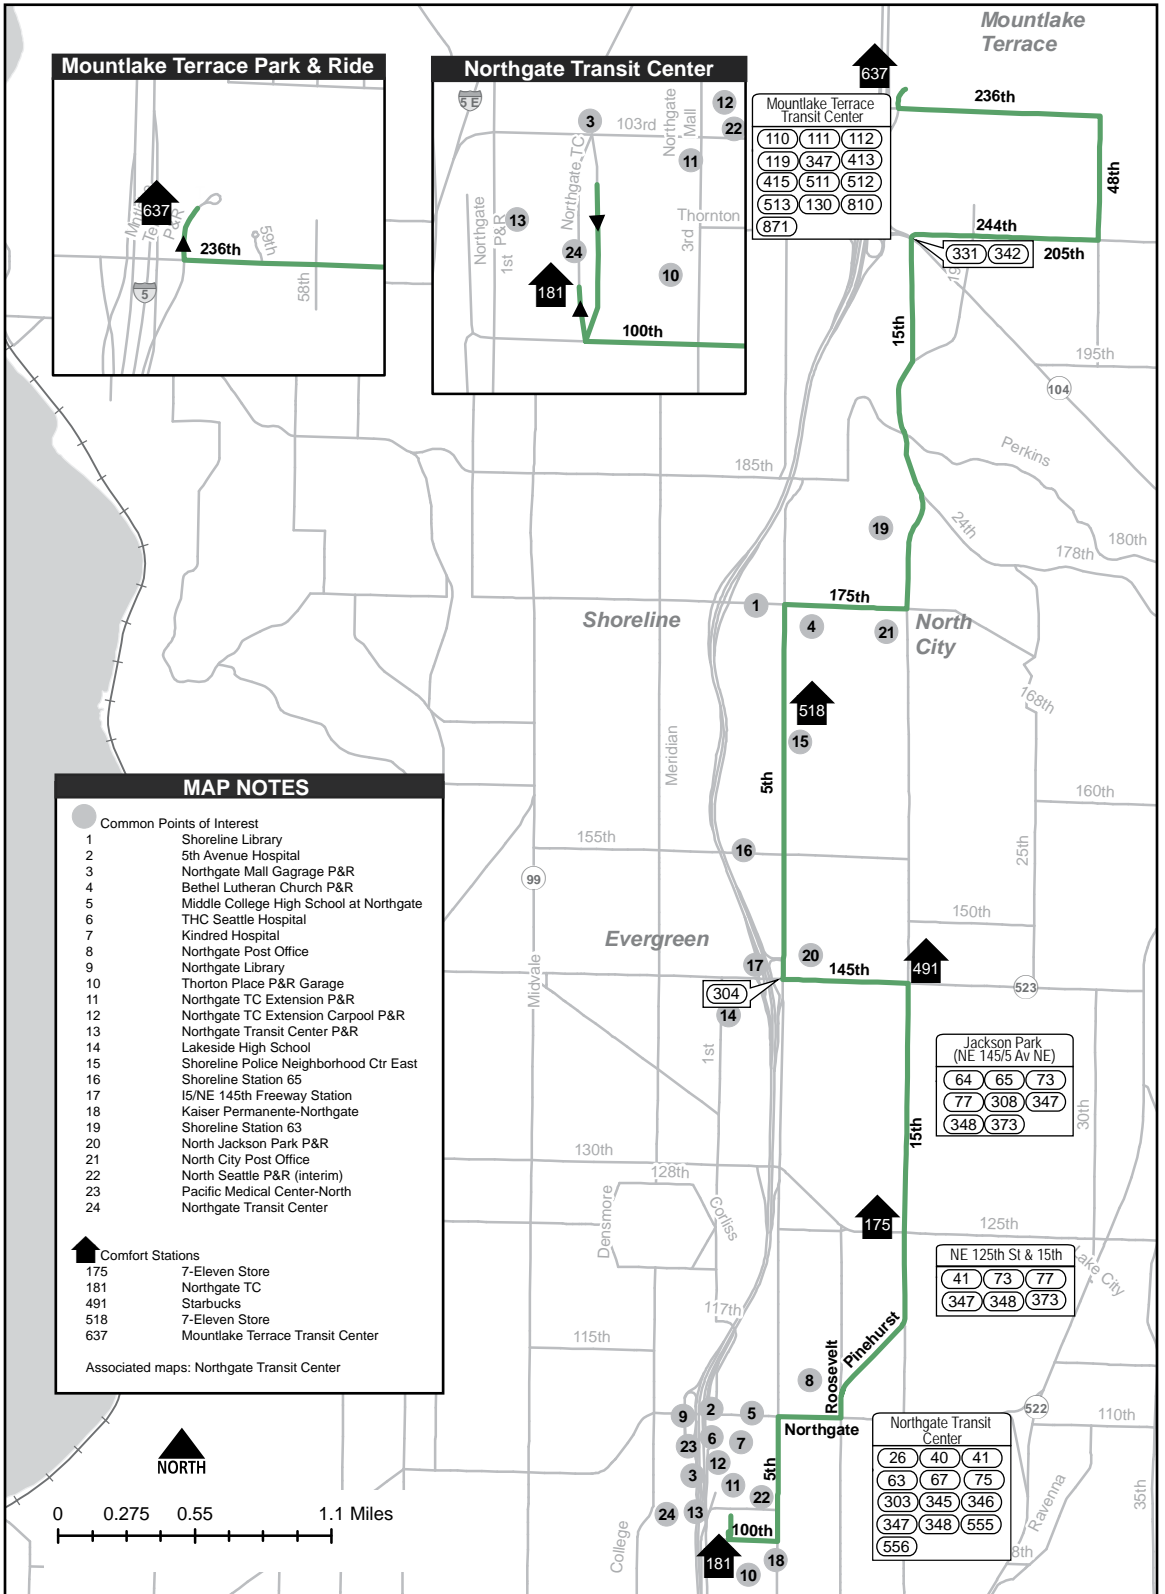 Mountlake
Terrace
Mountlake Terrace Park & Ride
637
Mntlk
Te
P&R
236th
59th
58th
5
Northgate Transit Center
5 E
3
103rd
Northgate
Mall
12
22
11
Northgate TC
Northgate
1st P&R
13
24
Thornton
3rd
10
181
100th
637
236th
48th
244th
205th
Mountlake Terrace
Transit Center
110 111 112
119 347 413
415 511 512
513 130 810
871
331 342
19
15th
195th
104
Perkins
185th
19
24th
180th
178th
175th
1
4
21
Shoreline
North
City
168th
518
15
Meridian
5th
160th
155th
16
25th
99
150th
Evergreen
17
20
145th
491
523
304
14
1st
Midvale
Jackson Park
(NE 145/5 Av NE)
64 65 73
77 308 347
348 373
30th
15th
130th
128th
Densmore
Corliss
175
125th
Lake City
NE 125th St & 15th
41 73 77
347 348 373
117th
115th
Roosevelt
Pinehurst
8
522
110th
Northgate
9
2
5
23
6
7
12
3
11
22
24
13
5th
100th
181
18
10
College
Northgate Transit
Center
26 40 41
63 67 75
303 345 346
347 348 555
556
Ravenna
35th
8th
MAP NOTES
Common Points of Interest
1 Shoreline Library
2 5th Avenue Hospital
3 Northgate Mall Gagrage P&R
4 Bethel Lutheran Church P&R
5 Middle College High School at Northgate
6 THC Seattle Hospital
7 Kindred Hospital
8 Northgate Post Office
9 Northgate Library
10 Thorton Place P&R Garage
11 Northgate TC Extension P&R
12 Northgate TC Extension Carpool P&R
13 Northgate Transit Center P&R
14 Lakeside High School
15 Shoreline Police Neighborhood Ctr East
16 Shoreline Station 65
17 I5/NE 145th Freeway Station
18 Kaiser Permanente-Northgate
19 Shoreline Station 63
20 North Jackson Park P&R
21 North City Post Office
22 North Seattle P&R (interim)
23 Pacific Medical Center-North
24 Northgate Transit Center
Comfort Stations
175 7-Eleven Store
181 Northgate TC
491 Starbucks
518 7-Eleven Store
637 Mountlake Terrace Transit Center
Associated maps: Northgate Transit Center
NORTH
0 0.275 0.55 1.1 Miles